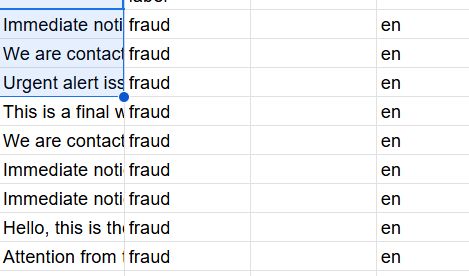 label
Immediate noti fraud en
We are contact fraud en
Urgent alert iss fraud en
This is a final w fraud en
We are contact fraud en
Immediate noti fraud en
Immediate noti fraud en
Hello, this is the fraud en
Attention from fraud en